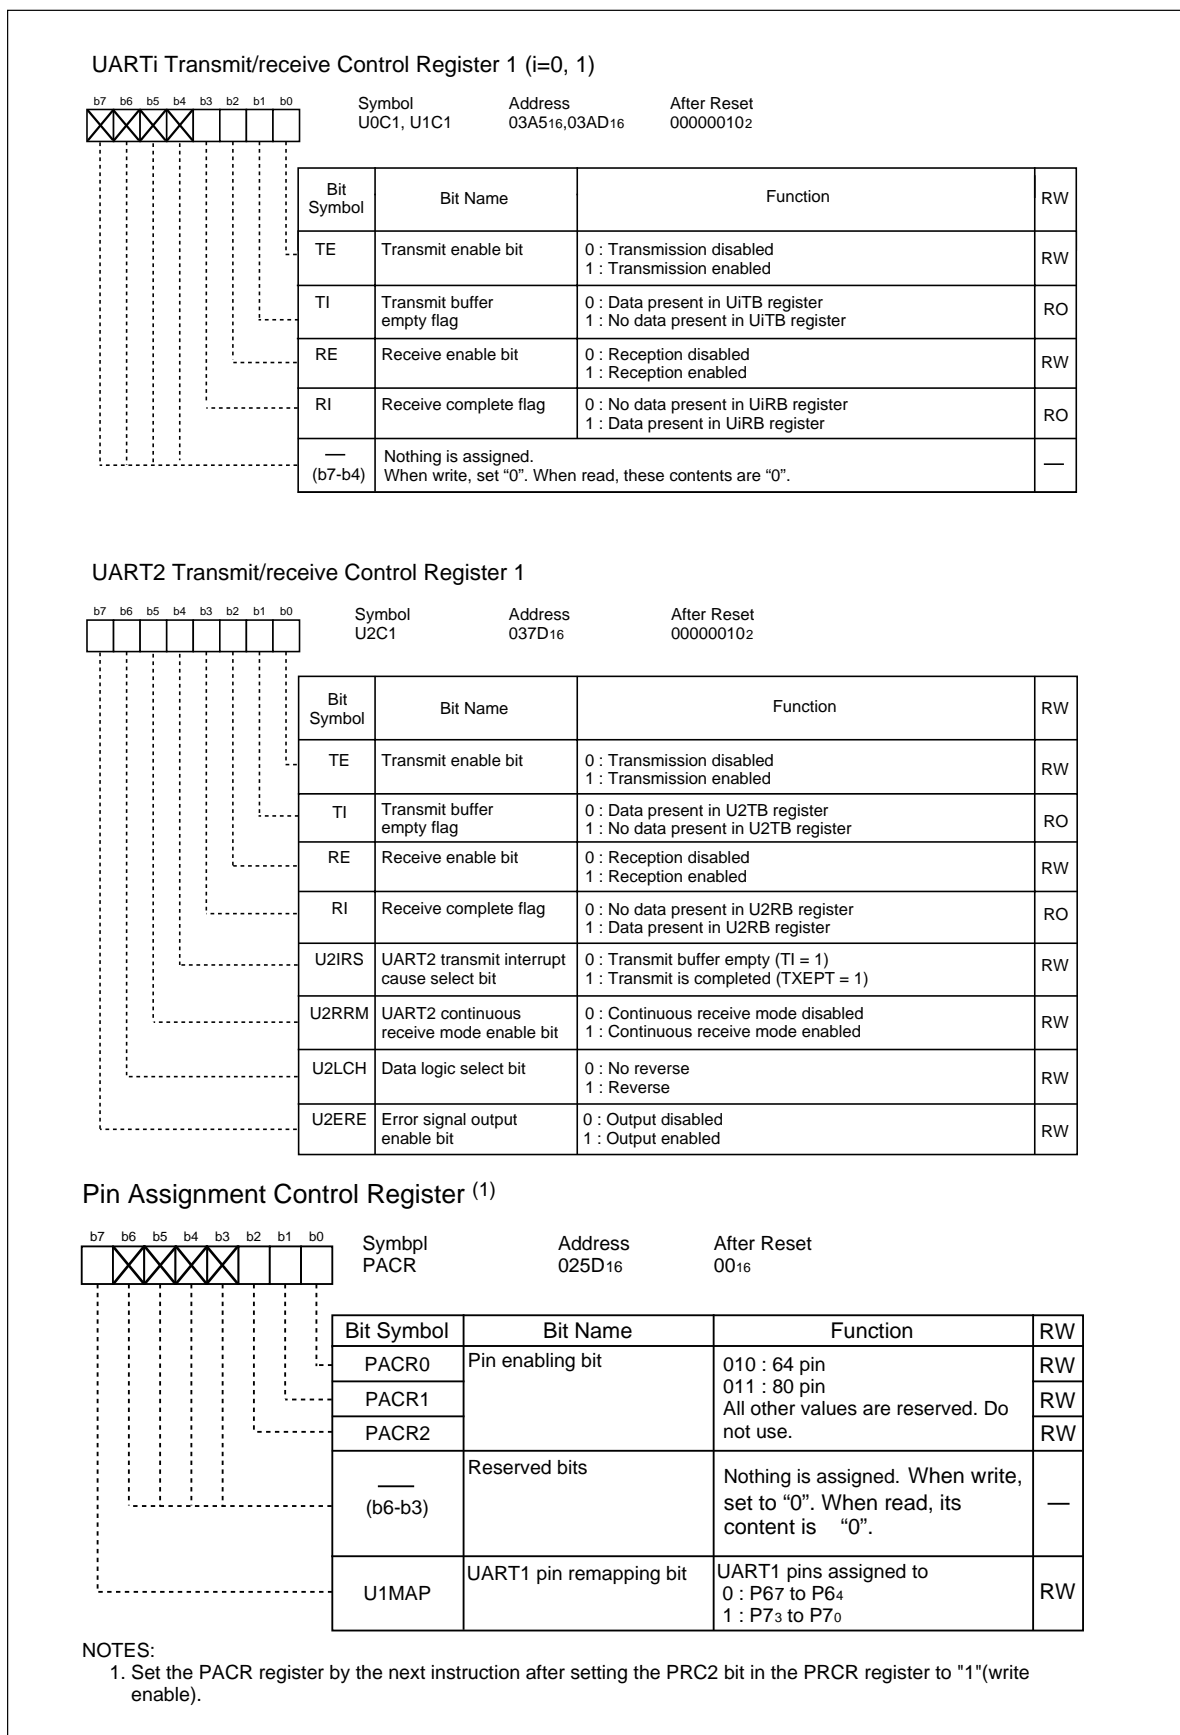 UARTi Transmit/receive Control Register 1 (i=0, 1)
b7 b6 b5 b4 b3 b2 b1 b0
Symbol Address After Reset
U0C1, U1C1 03A516,03AD16 000000102
Bit Symbol Bit Name Function RW
TE Transmit enable bit 0 : Transmission disabled
1 : Transmission enabled RW
TI Transmit buffer empty flag 0 : Data present in UiTB register
1 : No data present in UiTB register RO
RE Receive enable bit 0 : Reception disabled
1 : Reception enabled RW
RI Receive complete flag 0 : No data present in UiRB register
1 : Data present in UiRB register RO
— (b7-b4) Nothing is assigned.
When write, set “0”. When read, these contents are “0”. —
UART2 Transmit/receive Control Register 1
b7 b6 b5 b4 b3 b2 b1 b0
Symbol Address After Reset
U2C1 037D16 000000102
Bit Symbol Bit Name Function RW
TE Transmit enable bit 0 : Transmission disabled
1 : Transmission enabled RW
TI Transmit buffer empty flag 0 : Data present in U2TB register
1 : No data present in U2TB register RO
RE Receive enable bit 0 : Reception disabled
1 : Reception enabled RW
RI Receive complete flag 0 : No data present in U2RB register
1 : Data present in U2RB register RO
U2IRS UART2 transmit interrupt cause select bit 0 : Transmit buffer empty (TI = 1)
1 : Transmit is completed (TXEPT = 1) RW
U2RRM UART2 continuous receive mode enable bit 0 : Continuous receive mode disabled
1 : Continuous receive mode enabled RW
U2LCH Data logic select bit 0 : No reverse
1 : Reverse RW
U2ERE Error signal output enable bit 0 : Output disabled
1 : Output enabled RW
Pin Assignment Control Register (1)
b7 b6 b5 b4 b3 b2 b1 b0
Symbpl Address After Reset
PACR 025D16 0016
Bit Symbol Bit Name Function RW
PACR0 Pin enabling bit 010 : 64 pin RW
PACR1 011 : 80 pin RW
All other values are reserved. Do
PACR2 not use. RW
— (b6-b3) Reserved bits Nothing is assigned. When write,
set to “0”. When read, its
content is “0”. —
U1MAP UART1 pin remapping bit UART1 pins assigned to
0 : P67 to P64
1 : P73 to P70 RW
NOTES:
1. Set the PACR register by the next instruction after setting the PRC2 bit in the PRCR register to "1"(write
enable).